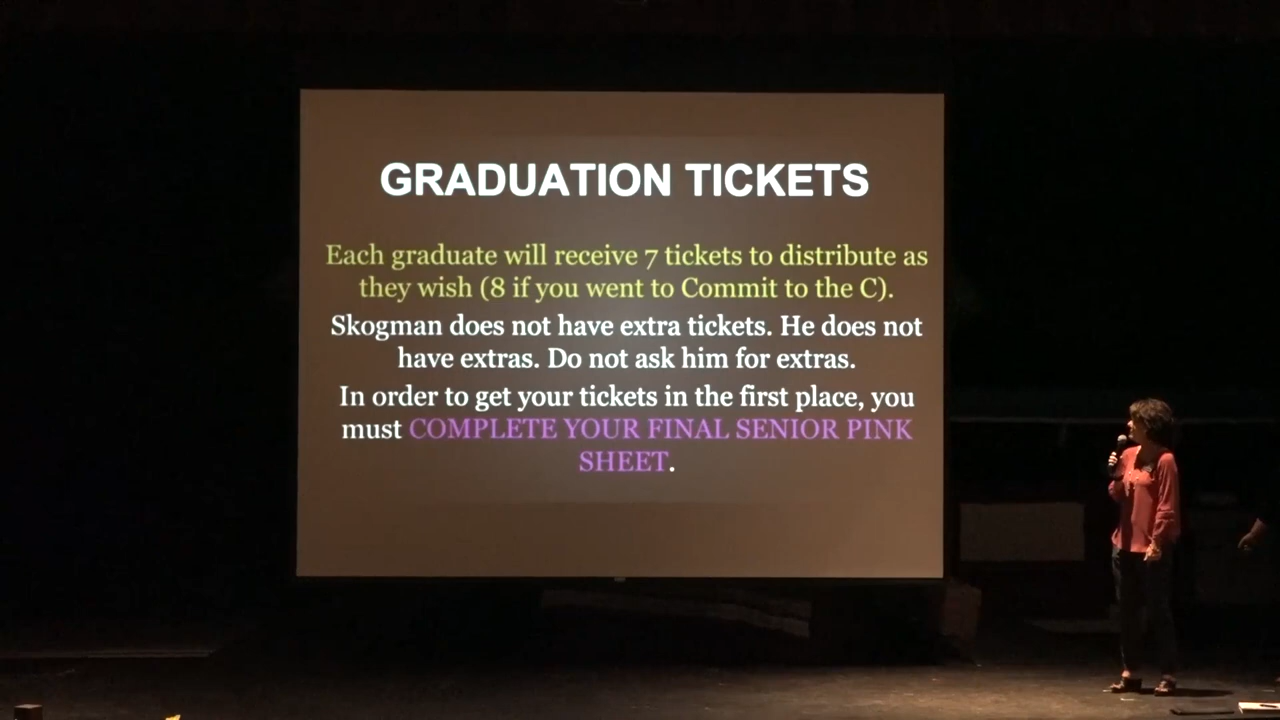 GRADUATION TICKETS
Each graduate will receive 7 tickets to distribute as
they wish (8 if you went to Commit to the C).
Skogman does not have extra tickets. He does not
have extras. Do not ask him for extras.
In order to get your tickets in the first place, you
must COMPLETE YOUR FINAL SENIOR PINK
SHEET.